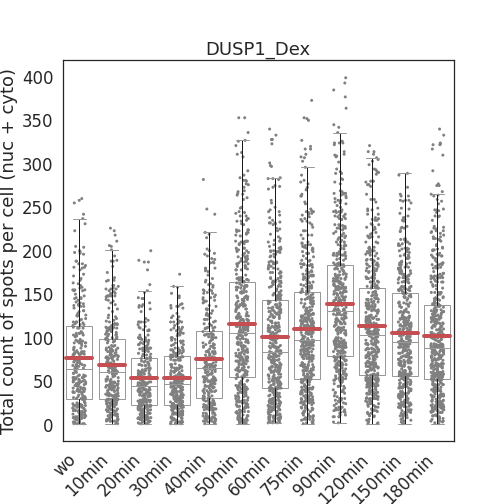 DUSP1_Dex
Total count of spots per cell (nuc + cyto)
400
350
300
250
200
150
100
50
0
wo
10min
20min
30min
40min
50min
60min
75min
90min
120min
150min
180min